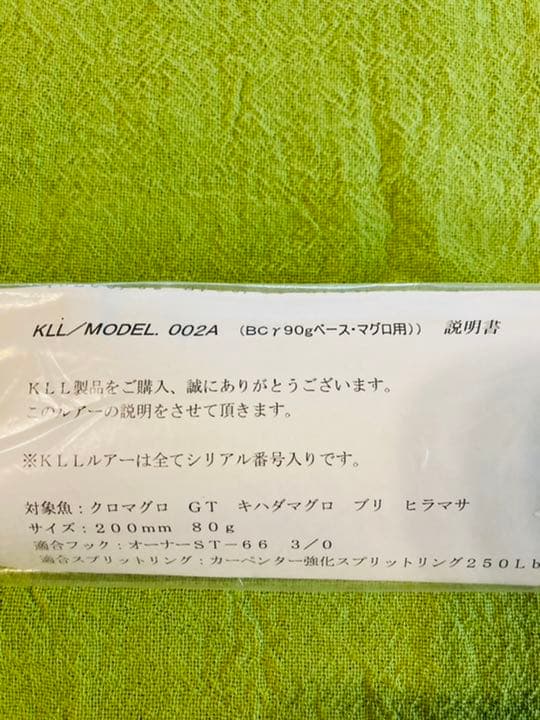 KLL/MODEL. 002A (BCγ90gベース・マグロ用)) 説明書
KLL製品をご購入、誠にありがとうございます。
このルアーの説明をさせて頂きます。
※KLLルアーは全てシリアル番号入りです。
対象魚:クロマグロ GT キハダマグロ ブリ ヒラマサ
サイズ:200mm 80g
適合フック:オーナーST-66 3/0
適合スプリットリング:カーペンター強化スプリットリング250Lb